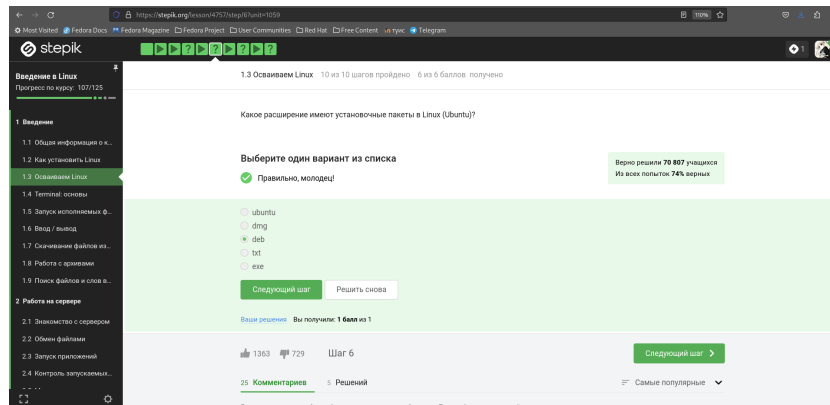 https://stepik.org/lesson/4757/step/6?unit=1059
110%
Most Visited Fedora Docs Fedora Magazine Fedora Project User Communities Red Hat Free Content туис Telegram
stepik
1
Введение в Linux
Прогресс по курсу: 107/125
1.3 Осваиваем Linux 10 из 10 шагов пройдено 6 из 6 баллов получено
1 Введение
1.1 Общая информация о к...
1.2 Как установить Linux
1.3 Осваиваем Linux
1.4 Terminal: основы
1.5 Запуск исполняемых ф...
1.6 Ввод / вывод
1.7 Скачивание файлов из...
1.8 Работа с архивами
1.9 Поиск файлов и слов в...
2 Работа на сервере
2.1 Знакомство с сервером
2.2 Обмен файлами
2.3 Запуск приложений
2.4 Контроль запускаемых...
Какое расширение имеют установочные пакеты в Linux (Ubuntu)?
Выберите один вариант из списка
Правильно, молодец!
Верно решили 70 807 учащихся
Из всех попыток 74% верных
ubuntu
dmg
deb
txt
exe
Следующий шаг Решить снова
Ваши решения Вы получили: 1 балл из 1
1363 729 Шаг 6
Следующий шаг
25 Комментариев 5 Решений
Самые популярные